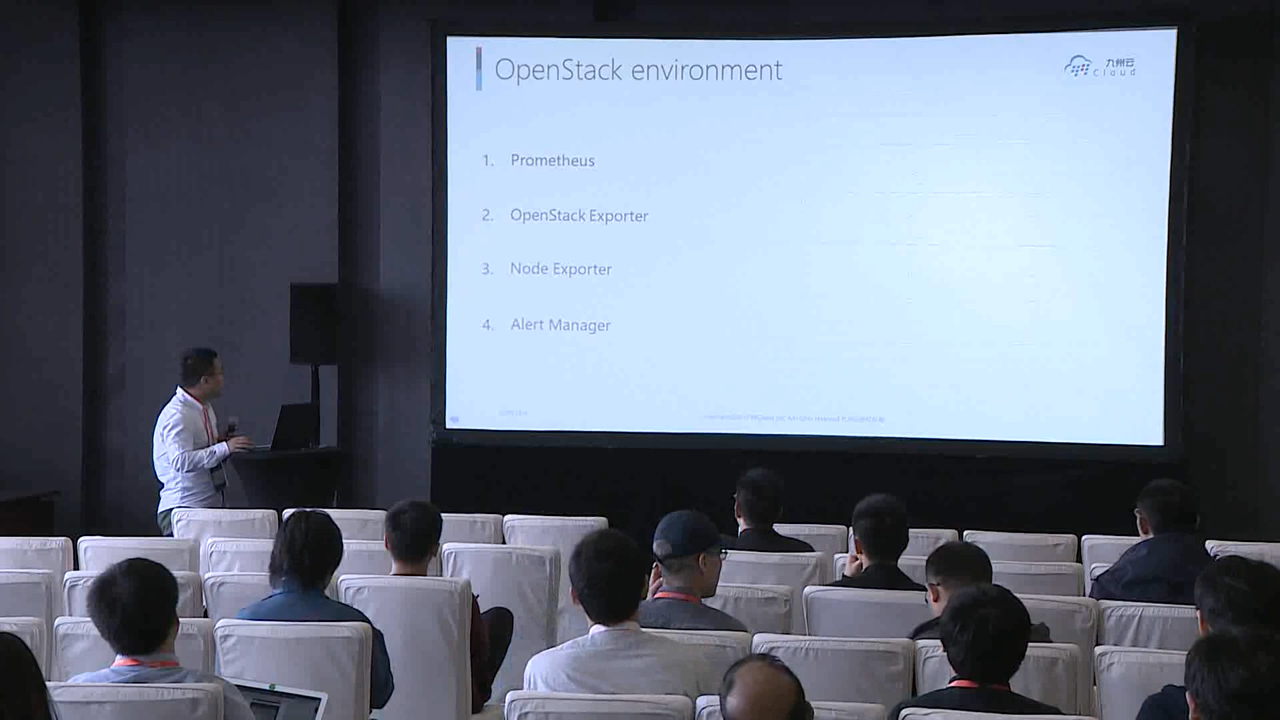 OpenStack environment
九州云
Cloud
1. Prometheus
2. OpenStack Exporter
3. Node Exporter
4. Alert Manager